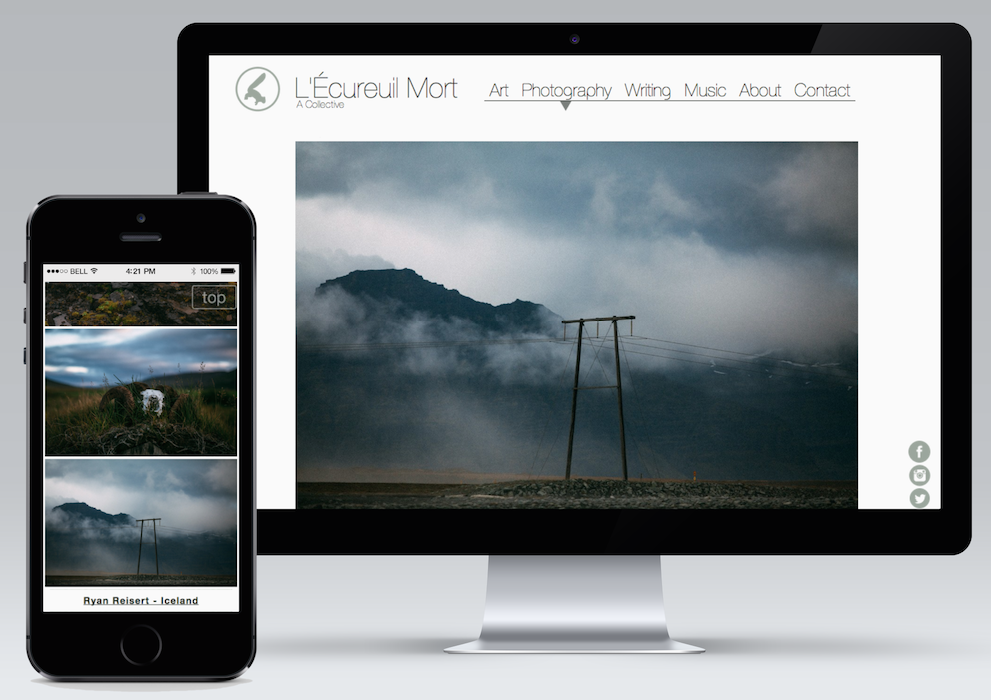 L'Écureuil Mort
A Collective
Art Photography Writing Music About Contact
BELL 4:21 PM 100%
top
Ryan Reisert - Iceland